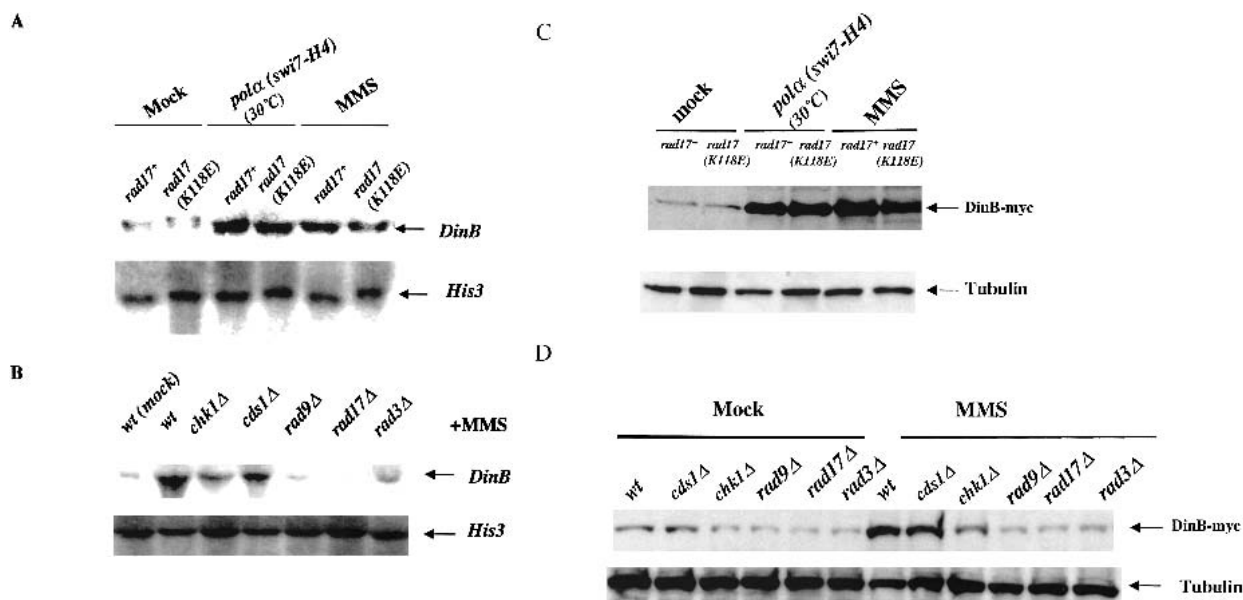 A
Mock
polα (swi7-H4)
(30°C)
MMS
rad17⁺
rad17
(K118E)
rad17⁺
rad17
(K118E)
rad17⁺
rad17
(K118E)
DinB
His3
B
wt (mock)
wt
chk1Δ
cds1Δ
rad9Δ
rad17Δ
rad3Δ
+MMS
DinB
His3
C
mock
polα (swi7-H4)
(30°C)
MMS
rad17⁻ rad17 rad17⁻ rad17 rad17⁺ rad17
(K118E) (K118E) (K118E)
DinB-myc
Tubulin
D
Mock MMS
wt cds1Δ chk1Δ rad9Δ rad17Δ rad3Δ wt cds1Δ chk1Δ rad9Δ rad17Δ rad3Δ
DinB-myc
Tubulin